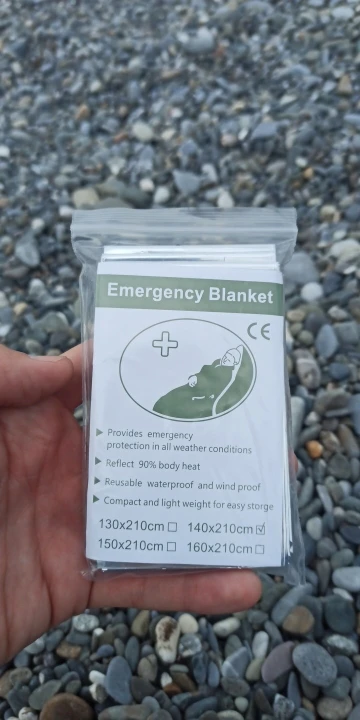 Emergency Blanket
CE
Provides emergency
protection in all weather conditions
Reflect 90% body heat
Reusable waterproof and wind proof
Compact and light weight for easy storge
130x210cm ☐ 140x210cm ☑
150x210cm ☐ 160x210cm ☐